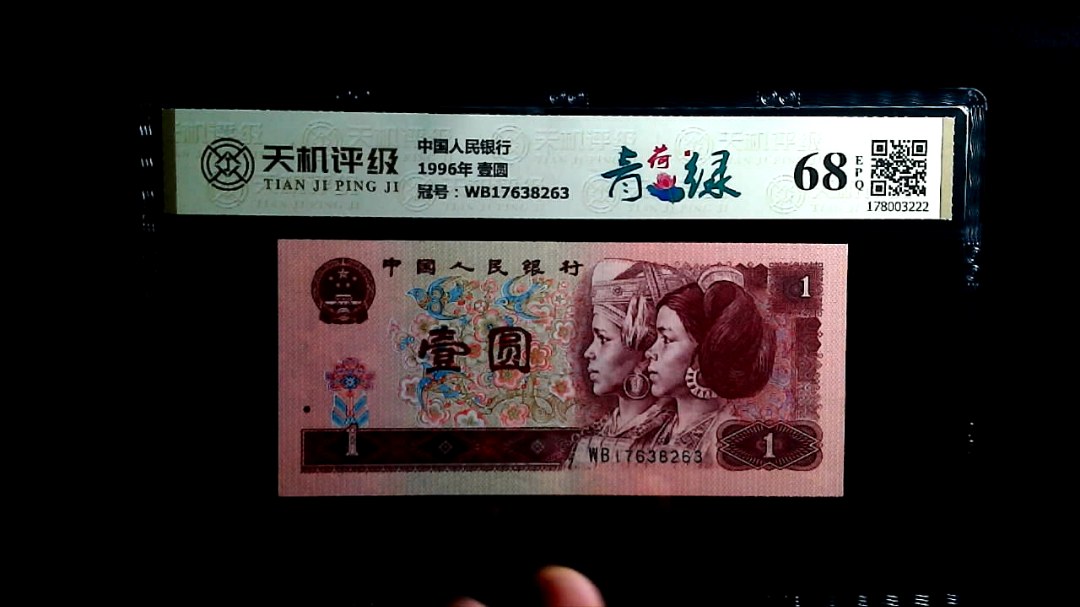 天机评级
TIAN JI PING JI
中国人民银行
1996年 壹圆
冠号：WB17638263
青荷绿
68
EPQ
178003222
中国人民银行
1
壹圆
1
WB17638263
1